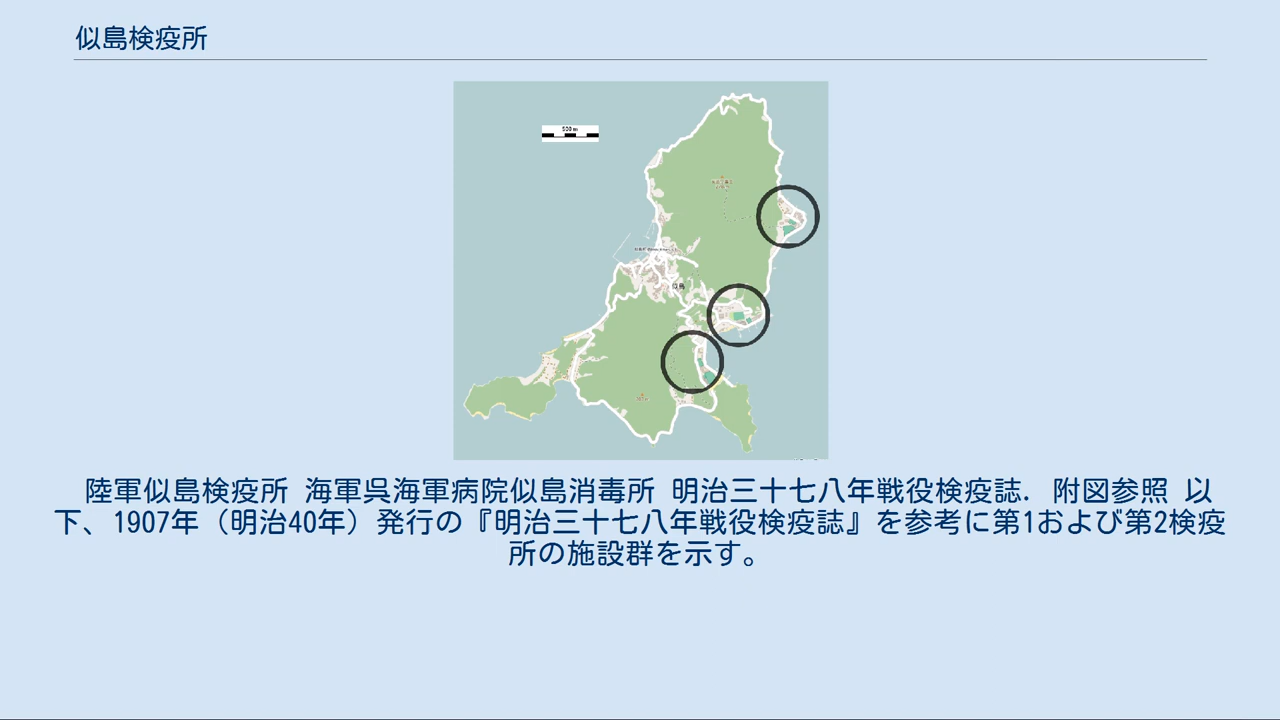 似島検疫所
500m
似島
陸軍似島検疫所 海軍呉海軍病院似島消毒所 明治三十七八年戦役検疫誌. 附図参照 以
下、1907年（明治40年）発行の『明治三十七八年戦役検疫誌』を参考に第1および第2検疫
所の施設群を示す。